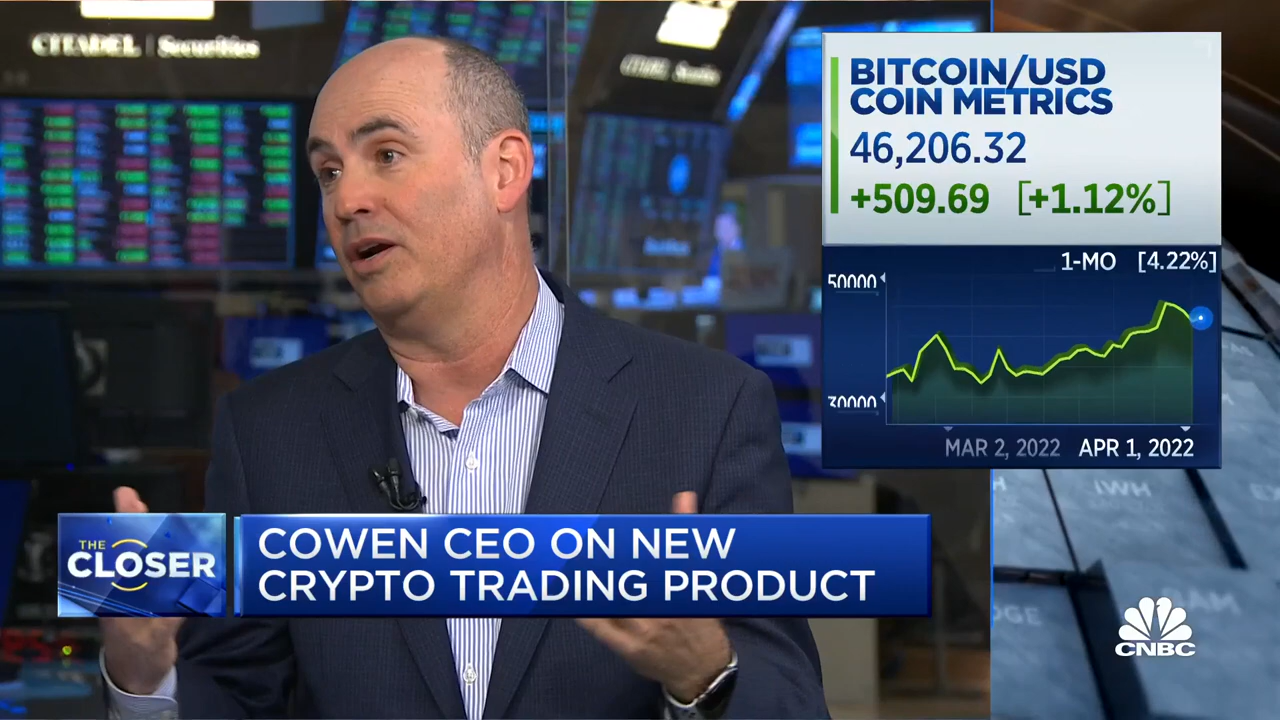 CITADEL | Securities
BITCOIN/USD
COIN METRICS
46,206.32
+509.69 [+1.12%]
1-MO [4.22%]
50000
30000
MAR 2, 2022 APR 1, 2022
THE
CLOSER
COWEN CEO ON NEW
CRYPTO TRADING PRODUCT
IWH
CNBC